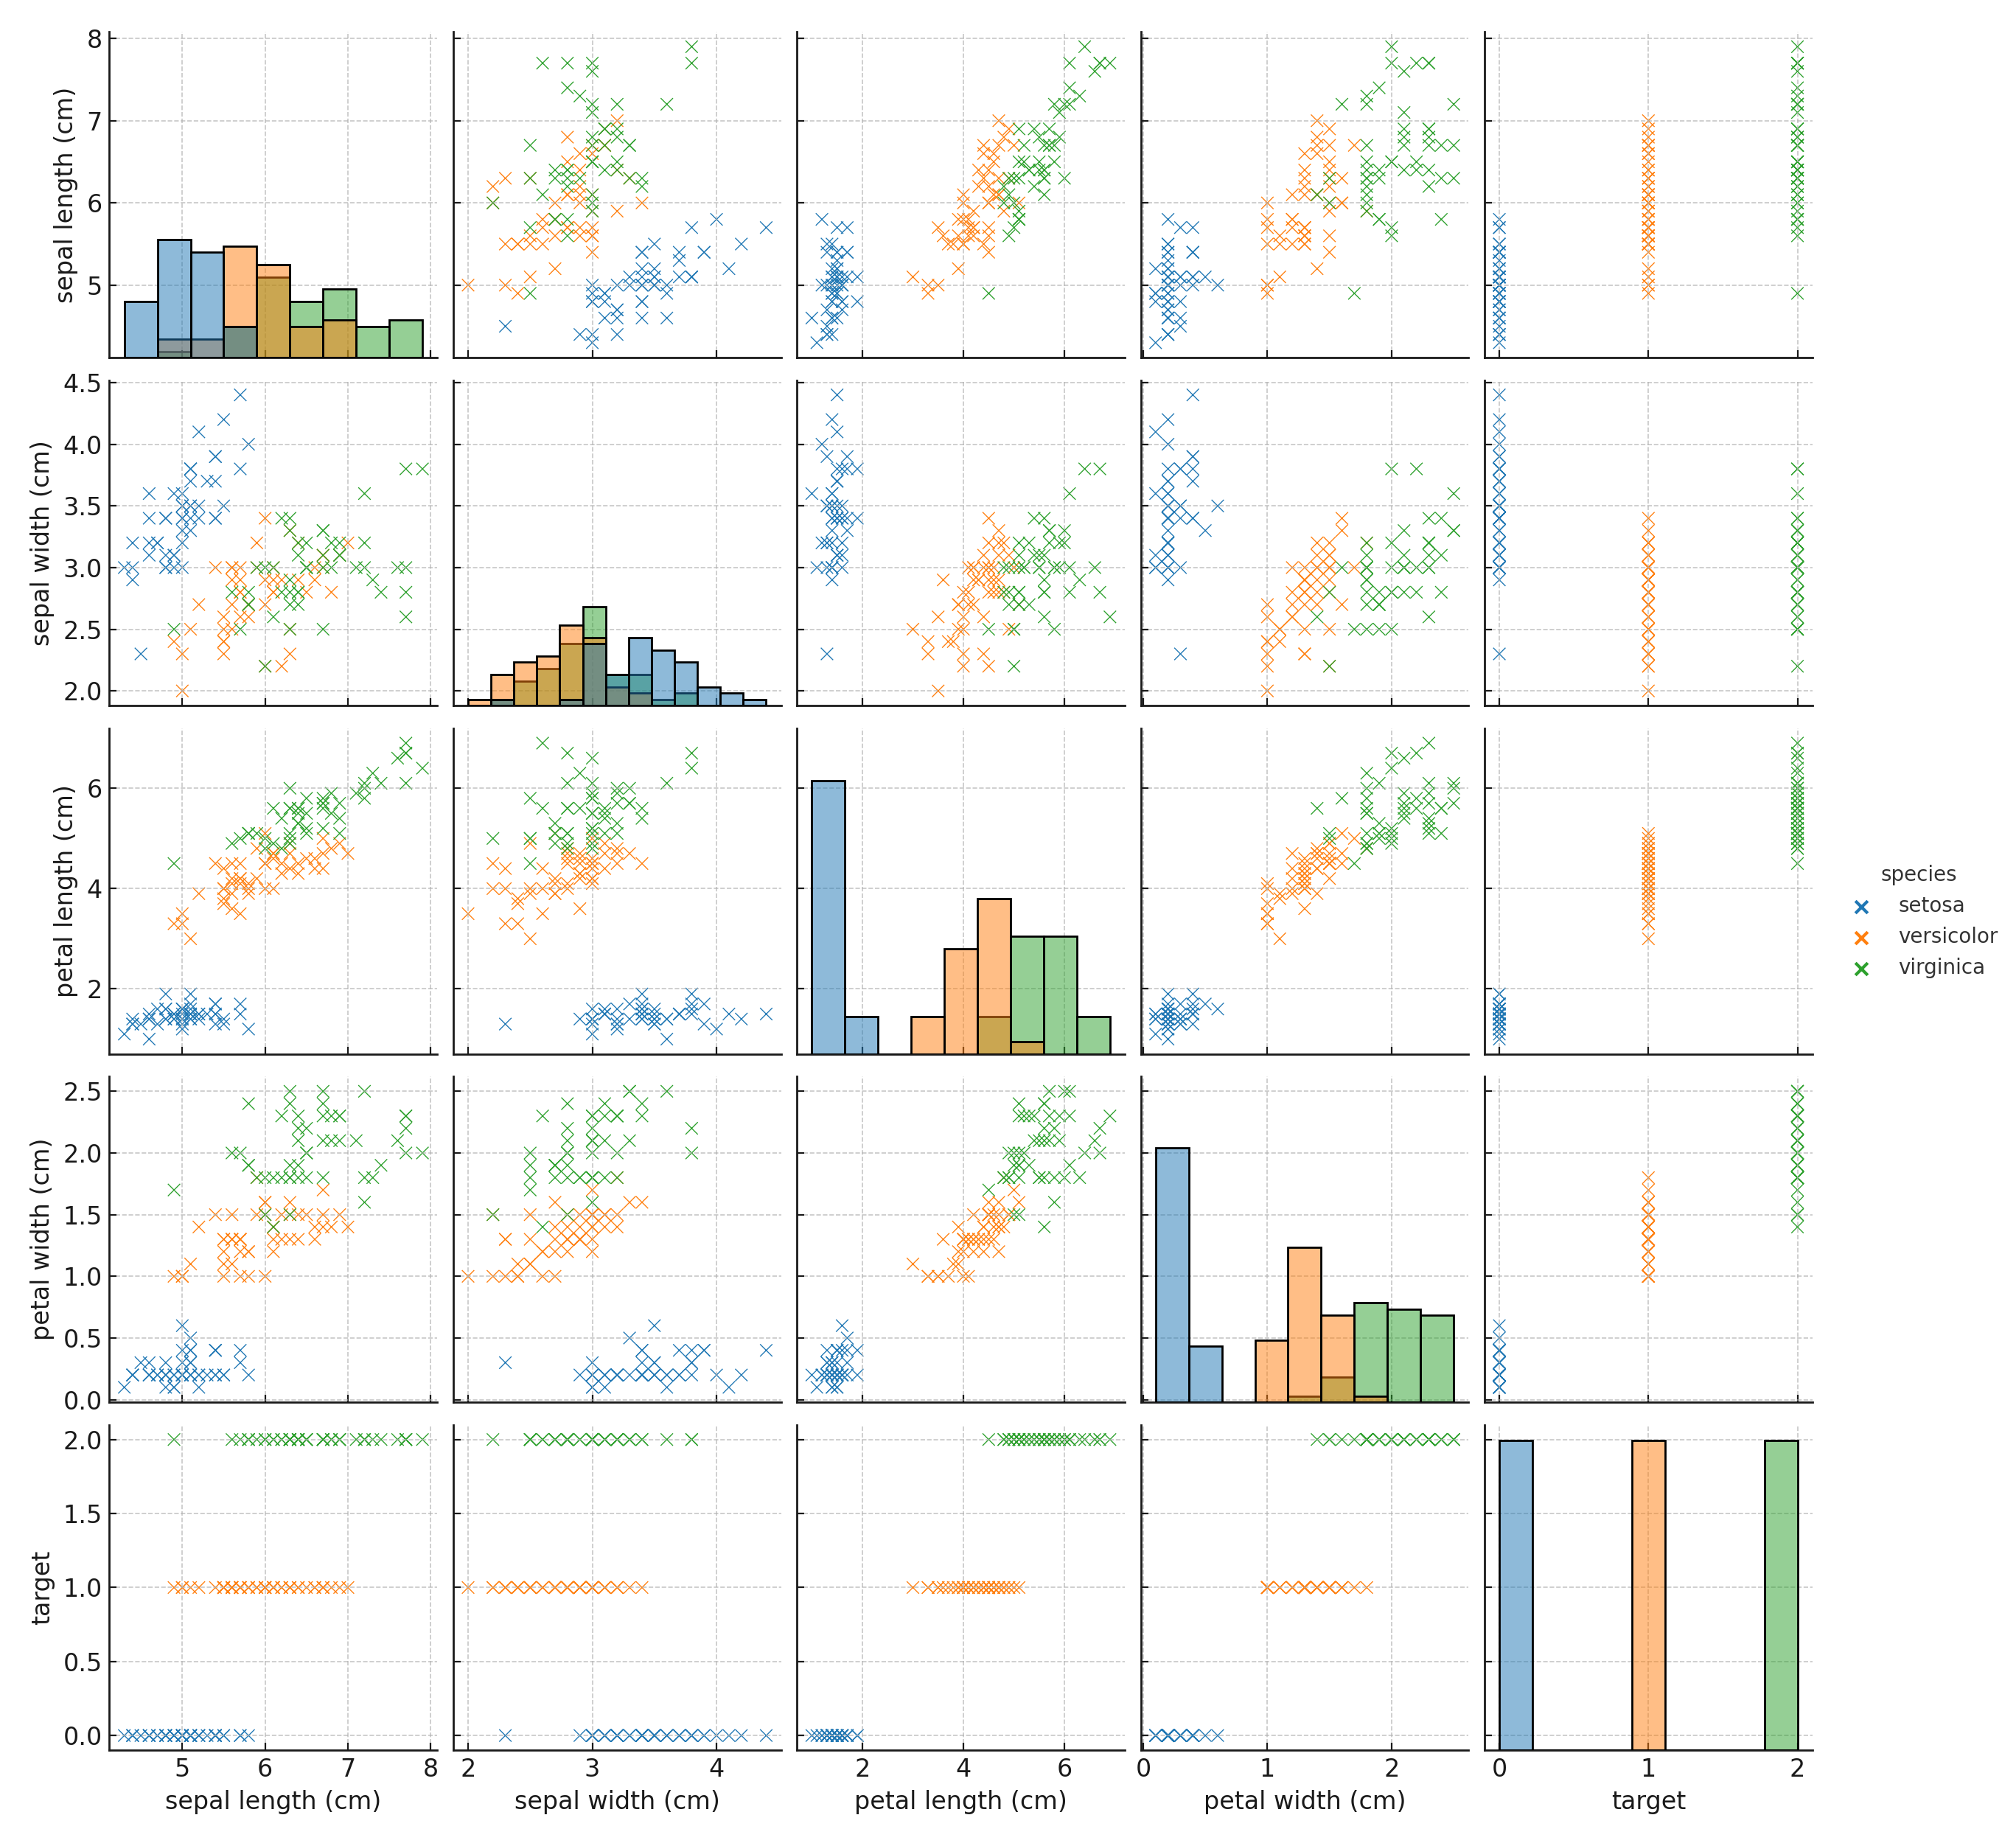 8
7
6
5
sepal length (cm)
4.5
4.0
3.5
3.0
2.5
2.0
sepal width (cm)
6
4
2
petal length (cm)
species
setosa
versicolor
virginica
2.5
2.0
1.5
1.0
0.5
0.0
petal width (cm)
2.0
1.5
1.0
0.5
0.0
target
5 6 7 8
sepal length (cm)
2 3 4
sepal width (cm)
2 4 6
petal length (cm)
0 1 2
petal width (cm)
0 1 2
target